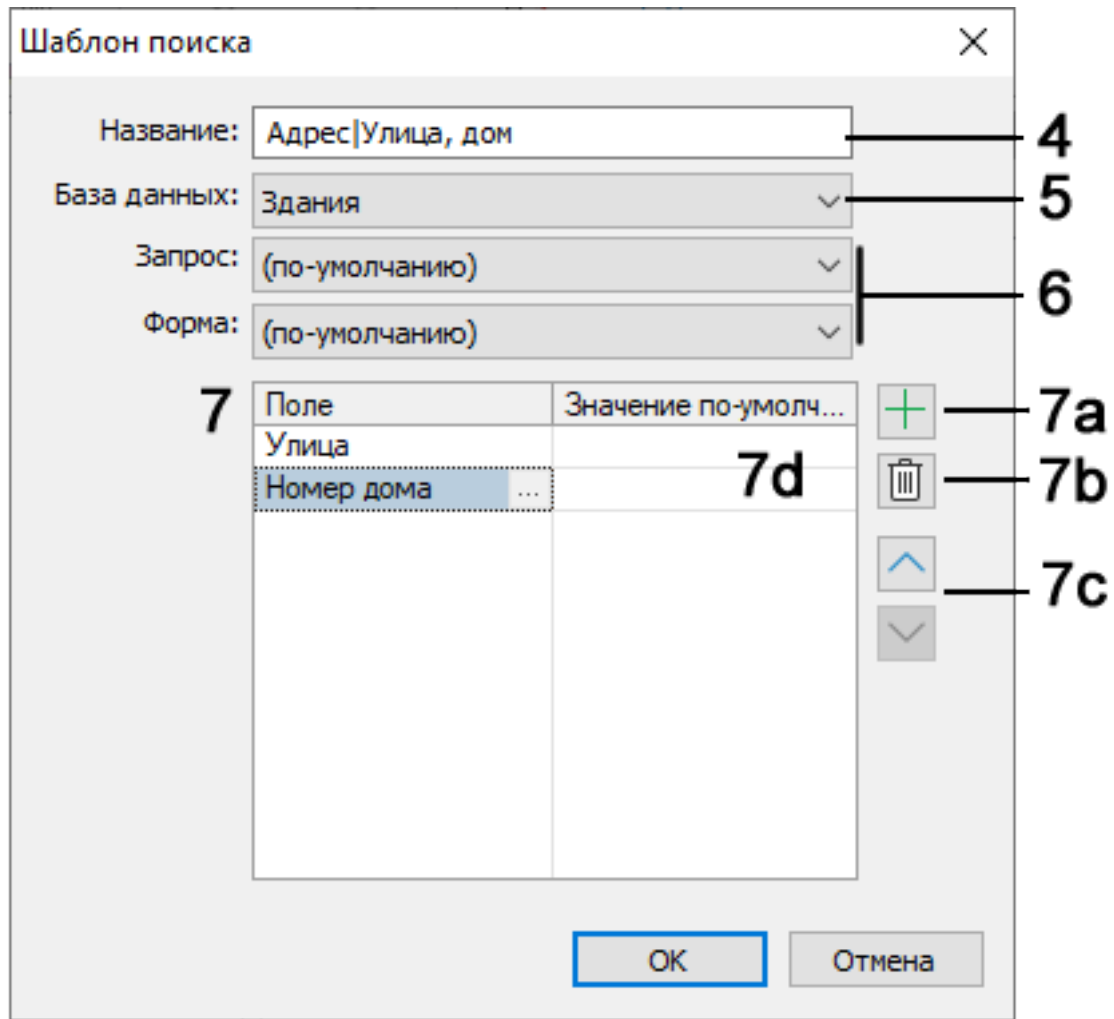 Шаблон поиска
Название: Адрес|Улица, дом 4
База данных: Здания 5
Запрос: (по-умолчанию)
6
Форма: (по-умолчанию)
7 Поле Значение по-умолч... 7a
Улица
Номер дома ... 7d 7b
7c
OK Отмена